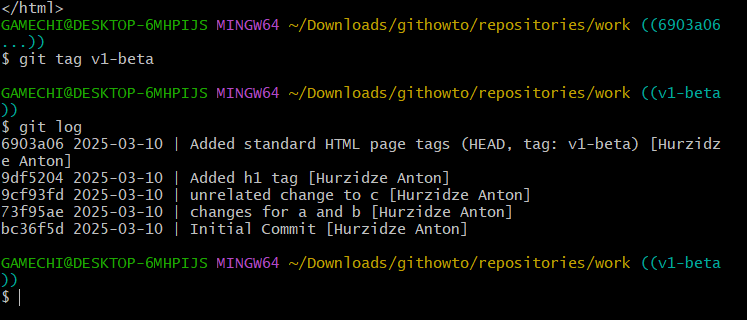 </html>
GAMECHI@DESKTOP-6MHPIJS MINGW64 ~/Downloads/githowto/repositories/work ((6903a06
...))
$ git tag v1-beta
GAMECHI@DESKTOP-6MHPIJS MINGW64 ~/Downloads/githowto/repositories/work ((v1-beta
))
$ git log
6903a06 2025-03-10 | Added standard HTML page tags (HEAD, tag: v1-beta) [Hurzidz
e Anton]
9df5204 2025-03-10 | Added h1 tag [Hurzidze Anton]
9cf93fd 2025-03-10 | unrelated change to c [Hurzidze Anton]
73f95ae 2025-03-10 | changes for a and b [Hurzidze Anton]
bc36f5d 2025-03-10 | Initial Commit [Hurzidze Anton]
GAMECHI@DESKTOP-6MHPIJS MINGW64 ~/Downloads/githowto/repositories/work ((v1-beta
))
$